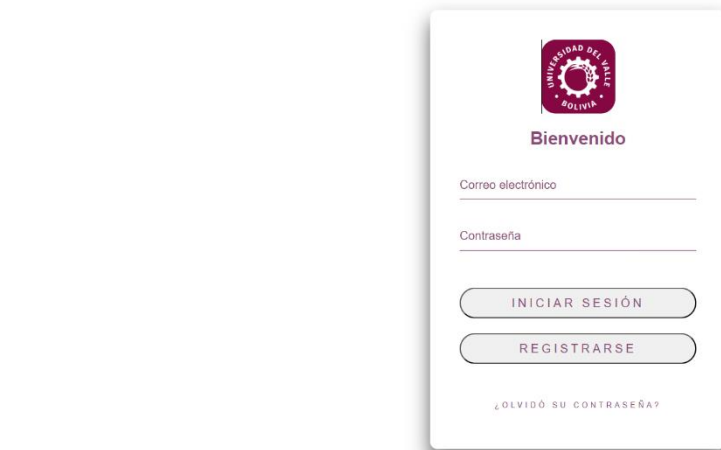 UNIVERSIDAD DEL VALLE
• BOLIVIA •
Bienvenido
Correo electrónico
Contraseña
INICIAR SESIÓN
REGISTRARSE
¿OLVIDÓ SU CONTRASEÑA?